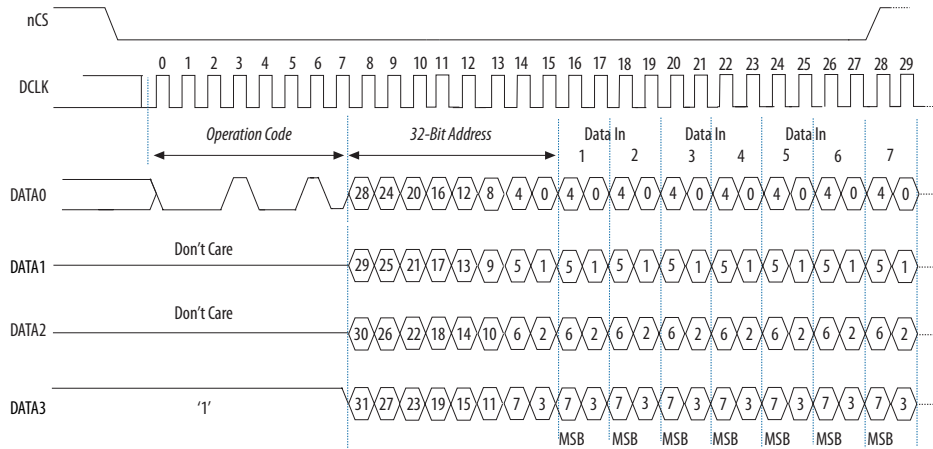 nCS
0 1 2 3 4 5 6 7 8 9 10 11 12 13 14 15 16 17 18 19 20 21 22 23 24 25 26 27 28 29
DCLK
Operation Code 32-Bit Address Data In Data In Data In
1 2 3 4 5 6 7
DATA0 28 24 20 16 12 8 4 0 4 0 4 0 4 0 4 0 4 0 4 0 4 0
Don't Care
DATA1 29 25 21 17 13 9 5 1 5 1 5 1 5 1 5 1 5 1 5 1 5 1
Don't Care
DATA2 30 26 22 18 14 10 6 2 6 2 6 2 6 2 6 2 6 2 6 2 6 2
DATA3 '1' 31 27 23 19 15 11 7 3 7 3 7 3 7 3 7 3 7 3 7 3 7 3
MSB MSB MSB MSB MSB MSB MSB